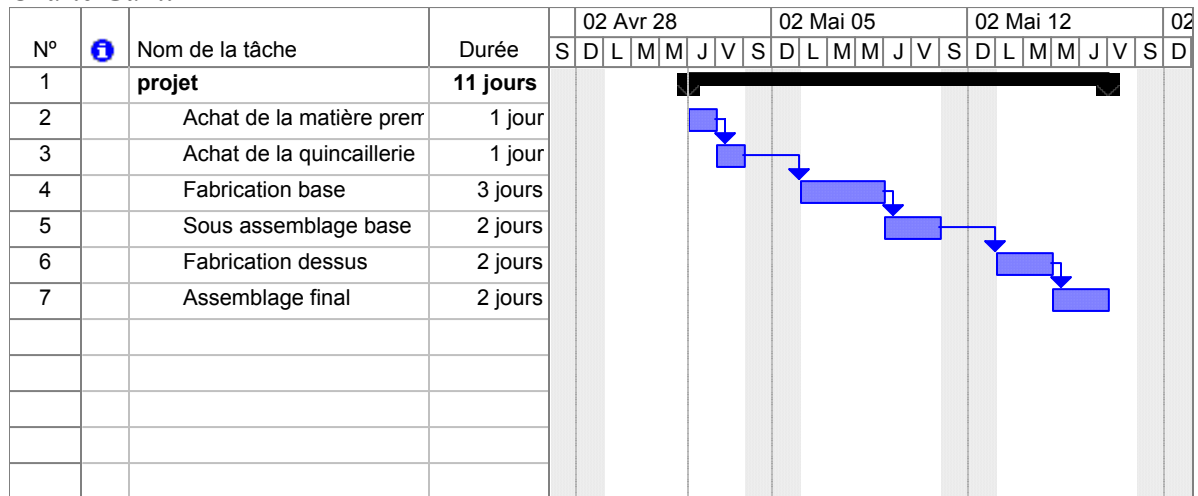 02 Avr 28 02 Mai 05 02 Mai 12 02
Nº Nom de la tâche Durée S D L M M J V S D L M M J V S D L M M J V S D
1 projet 11 jours
2 Achat de la matière prem 1 jour
3 Achat de la quincaillerie 1 jour
4 Fabrication base 3 jours
5 Sous assemblage base 2 jours
6 Fabrication dessus 2 jours
7 Assemblage final 2 jours